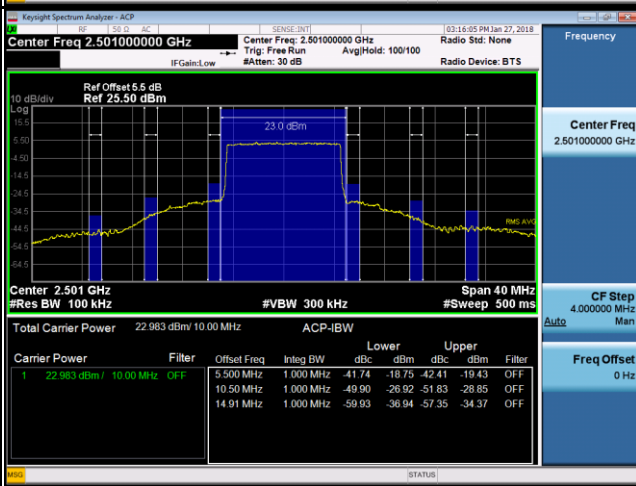 Keysight Spectrum Analyzer - ACP
RF 50 Ω AC SENSE:INT 03:16:05 PM Jan 27, 2018
Center Freq 2.501000000 GHz Center Freq: 2.501000000 GHz Radio Std: None
Trig: Free Run Avg|Hold: 100/100
IFGain:Low #Atten: 30 dB Radio Device: BTS
Ref Offset 5.5 dB
10 dB/div Ref 25.50 dBm
Log
15.5
5.50
-4.50
-14.5
-24.5
-34.5
-44.5
-54.5
-64.5
23.0 dBm
RMS AVG
Center 2.501 GHz Span 40 MHz
#Res BW 100 kHz #VBW 300 kHz #Sweep 500 ms
Total Carrier Power 22.983 dBm/ 10.00 MHz ACP-IBW
Lower Upper
Carrier Power Filter Offset Freq Integ BW dBc dBm dBc dBm Filter
1 22.983 dBm / 10.00 MHz OFF 5.500 MHz 1.000 MHz -41.74 -18.75 -42.41 -19.43 OFF
10.50 MHz 1.000 MHz -49.90 -26.92 -51.83 -28.85 OFF
14.91 MHz 1.000 MHz -59.93 -36.94 -57.35 -34.37 OFF
MSG STATUS
Frequency
Center Freq
2.501000000 GHz
CF Step
4.000000 MHz
Auto Man
Freq Offset
0 Hz